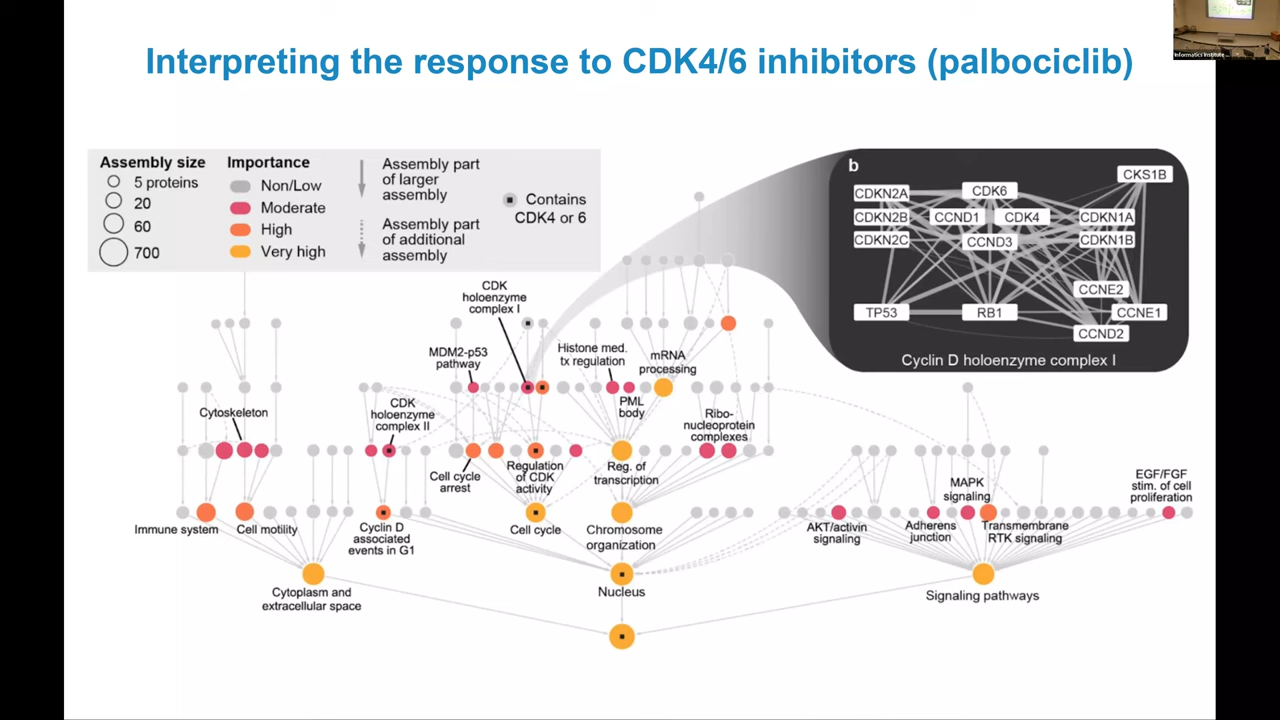 Interpreting the response to CDK4/6 inhibitors (palbociclib)
Informatics Institute
Assembly size
5 proteins
20
60
700
Importance
Non/Low
Moderate
High
Very high
Assembly part
of larger
assembly
Assembly part
of additional
assembly
Contains
CDK4 or 6
b
CDKN2A
CDK6
CKS1B
CDKN2B
CCND1
CDK4
CDKN1A
CDKN2C
CCND3
CDKN1B
CCNE2
TP53
RB1
CCNE1
CCND2
Cyclin D holoenzyme complex I
CDK
holoenzyme
complex I
MDM2-p53
pathway
Histone med.
tx regulation
mRNA
processing
PML
body
Cytoskeleton
CDK
holoenzyme
complex II
Ribo-
nucleoprotein
complexes
Cell cycle
arrest
Regulation
of CDK
activity
Reg. of
transcription
MAPK
signaling
EGF/FGF
stim. of cell
proliferation
Immune system
Cell motility
Cyclin D
associated
events in G1
Cell cycle
Chromosome
organization
AKT/activin
signaling
Adherens
junction
Transmembrane
RTK signaling
Cytoplasm and
extracellular space
Nucleus
Signaling pathways